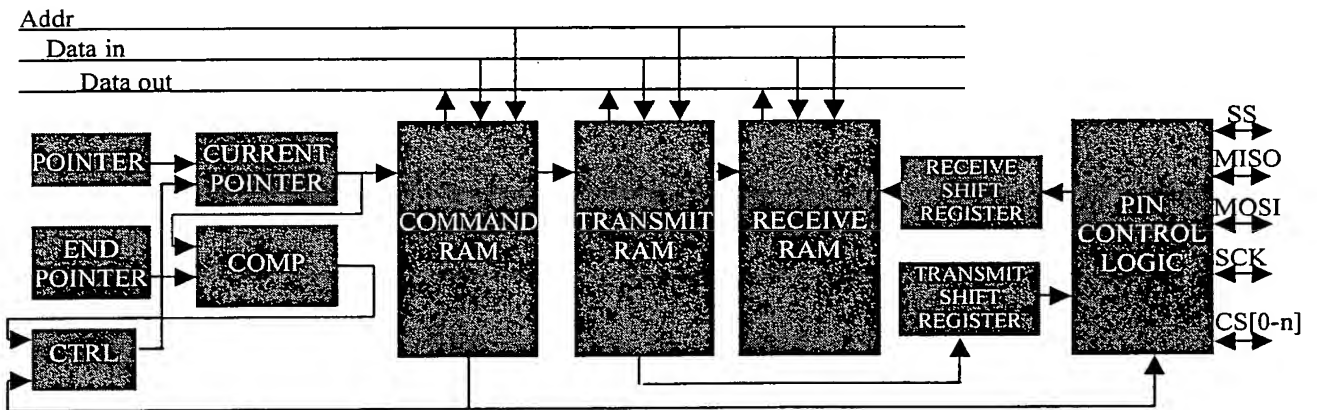 Addr
Data in
Data out
POINTER
CURRENT
POINTER
END
POINTER
COMP
CTRL
COMMAND
RAM
TRANSMIT
RAM
RECEIVE
RAM
RECEIVE
SHIFT
REGISTER
TRANSMIT
SHIFT
REGISTER
PIN
CONTROL
LOGIC
SS
MISO
MOSI
SCK
CS[0-n]